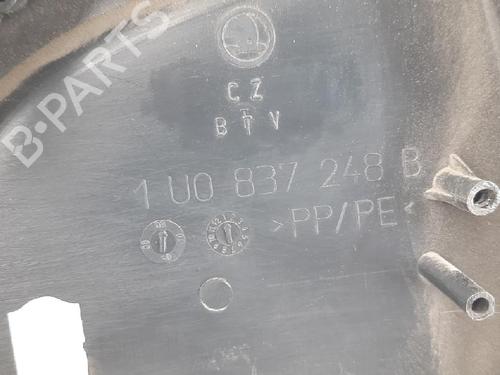 B-PARTS
CZ
B V
1U0 837 248 B
>PP/PE<